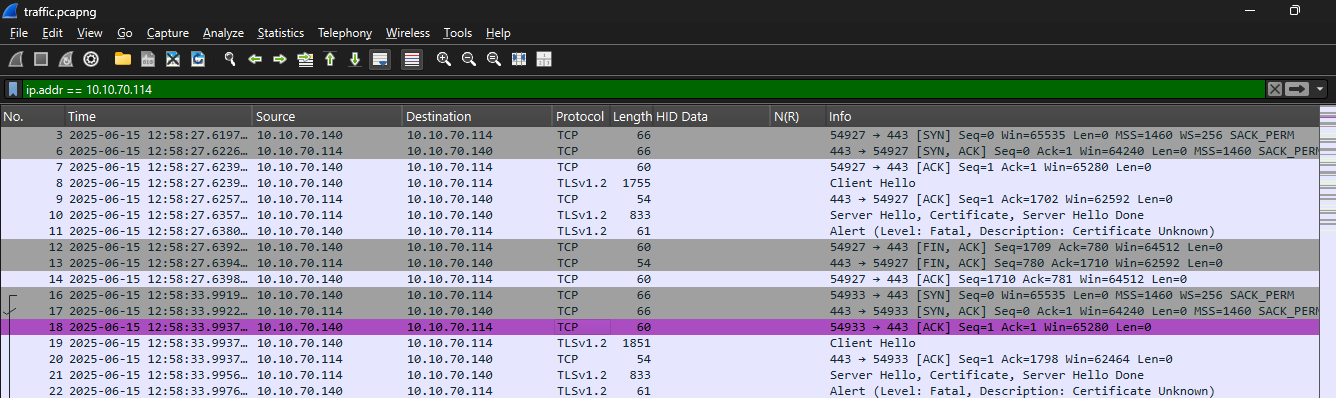 traffic.pcapng
File Edit View Go Capture Analyze Statistics Telephony Wireless Tools Help
ip.addr == 10.10.70.114
No. Time Source Destination Protocol Length HID Data N(R) Info
3 2025-06-15 12:58:27.6197… 10.10.70.140 10.10.70.114 TCP 66 54927 → 443 [SYN] Seq=0 Win=65535 Len=0 MSS=1460 WS=256 SACK_PERM
6 2025-06-15 12:58:27.6226… 10.10.70.114 10.10.70.140 TCP 66 443 → 54927 [SYN, ACK] Seq=0 Ack=1 Win=64240 Len=0 MSS=1460 SACK_PERM
7 2025-06-15 12:58:27.6239… 10.10.70.140 10.10.70.114 TCP 60 54927 → 443 [ACK] Seq=1 Ack=1 Win=65280 Len=0
8 2025-06-15 12:58:27.6239… 10.10.70.140 10.10.70.114 TLSv1.2 1755 Client Hello
9 2025-06-15 12:58:27.6257… 10.10.70.114 10.10.70.140 TCP 54 443 → 54927 [ACK] Seq=1 Ack=1702 Win=62592 Len=0
10 2025-06-15 12:58:27.6357… 10.10.70.114 10.10.70.140 TLSv1.2 833 Server Hello, Certificate, Server Hello Done
11 2025-06-15 12:58:27.6380… 10.10.70.140 10.10.70.114 TLSv1.2 61 Alert (Level: Fatal, Description: Certificate Unknown)
12 2025-06-15 12:58:27.6392… 10.10.70.140 10.10.70.114 TCP 60 54927 → 443 [FIN, ACK] Seq=1709 Ack=780 Win=64512 Len=0
13 2025-06-15 12:58:27.6394… 10.10.70.114 10.10.70.140 TCP 54 443 → 54927 [FIN, ACK] Seq=780 Ack=1710 Win=62592 Len=0
14 2025-06-15 12:58:27.6398… 10.10.70.140 10.10.70.114 TCP 60 54927 → 443 [ACK] Seq=1710 Ack=781 Win=64512 Len=0
16 2025-06-15 12:58:33.9919… 10.10.70.140 10.10.70.114 TCP 66 54933 → 443 [SYN] Seq=0 Win=65535 Len=0 MSS=1460 WS=256 SACK_PERM
17 2025-06-15 12:58:33.9922… 10.10.70.114 10.10.70.140 TCP 66 443 → 54933 [SYN, ACK] Seq=0 Ack=1 Win=64240 Len=0 MSS=1460 SACK_PERM
18 2025-06-15 12:58:33.9937… 10.10.70.140 10.10.70.114 TCP 60 54933 → 443 [ACK] Seq=1 Ack=1 Win=65280 Len=0
19 2025-06-15 12:58:33.9937… 10.10.70.140 10.10.70.114 TLSv1.2 1851 Client Hello
20 2025-06-15 12:58:33.9937… 10.10.70.114 10.10.70.140 TCP 54 443 → 54933 [ACK] Seq=1 Ack=1798 Win=62464 Len=0
21 2025-06-15 12:58:33.9956… 10.10.70.114 10.10.70.140 TLSv1.2 833 Server Hello, Certificate, Server Hello Done
22 2025-06-15 12:58:33.9976… 10.10.70.140 10.10.70.114 TLSv1.2 61 Alert (Level: Fatal, Description: Certificate Unknown)